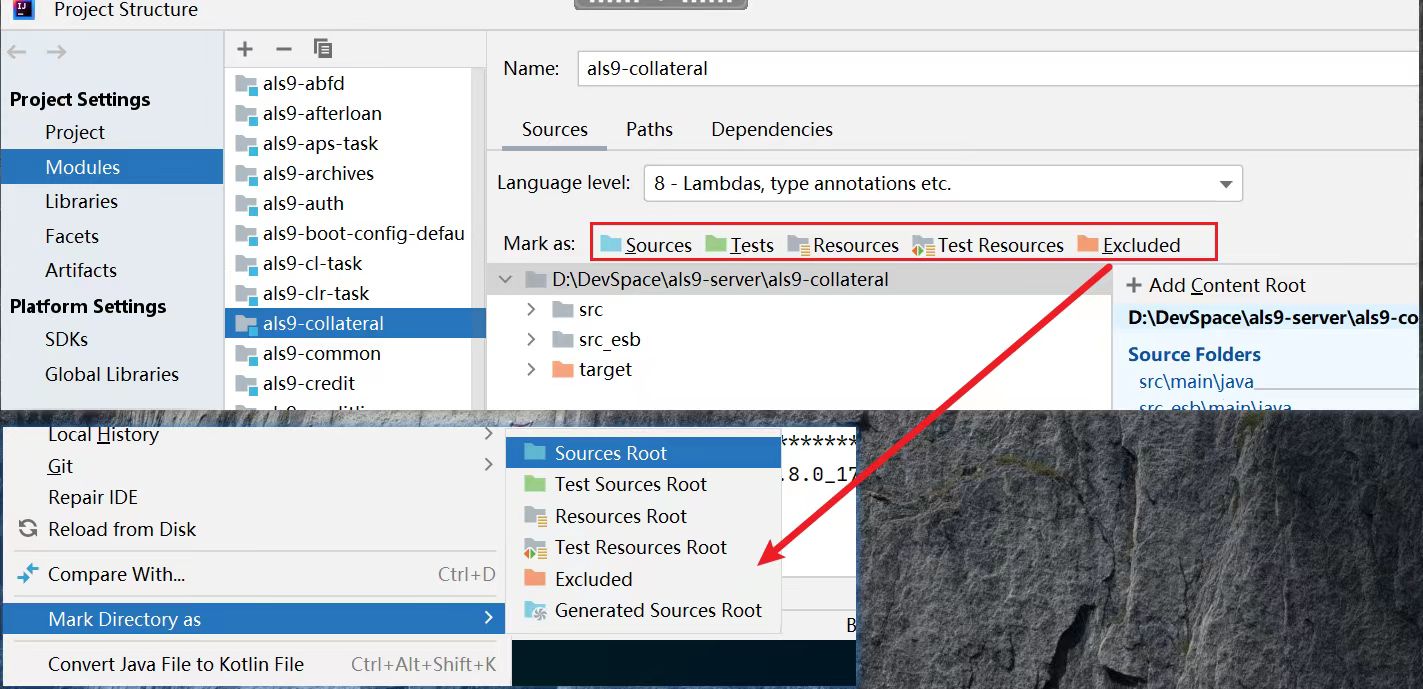 Project Structure
Project Settings
Project
Modules
Libraries
Facets
Artifacts
Platform Settings
SDKs
Global Libraries
als9-abfd
als9-afterloan
als9-aps-task
als9-archives
als9-auth
als9-boot-config-defau
als9-cl-task
als9-clr-task
als9-collateral
als9-common
als9-credit
Name: als9-collateral
Sources Paths Dependencies
Language level: 8 - Lambdas, type annotations etc.
Mark as: Sources Tests Resources Test Resources Excluded
D:\DevSpace\als9-server\als9-collateral
src
src_esb
target
+ Add Content Root
D:\DevSpace\als9-server\als9-co
Source Folders
src\main\java
src_esb\main\java
Local History
Git
Repair IDE
Reload from Disk
Compare With... Ctrl+D
Mark Directory as
Convert Java File to Kotlin File Ctrl+Alt+Shift+K
Sources Root
Test Sources Root
Resources Root
Test Resources Root
Excluded
Generated Sources Root
*******
.8.0_17
B